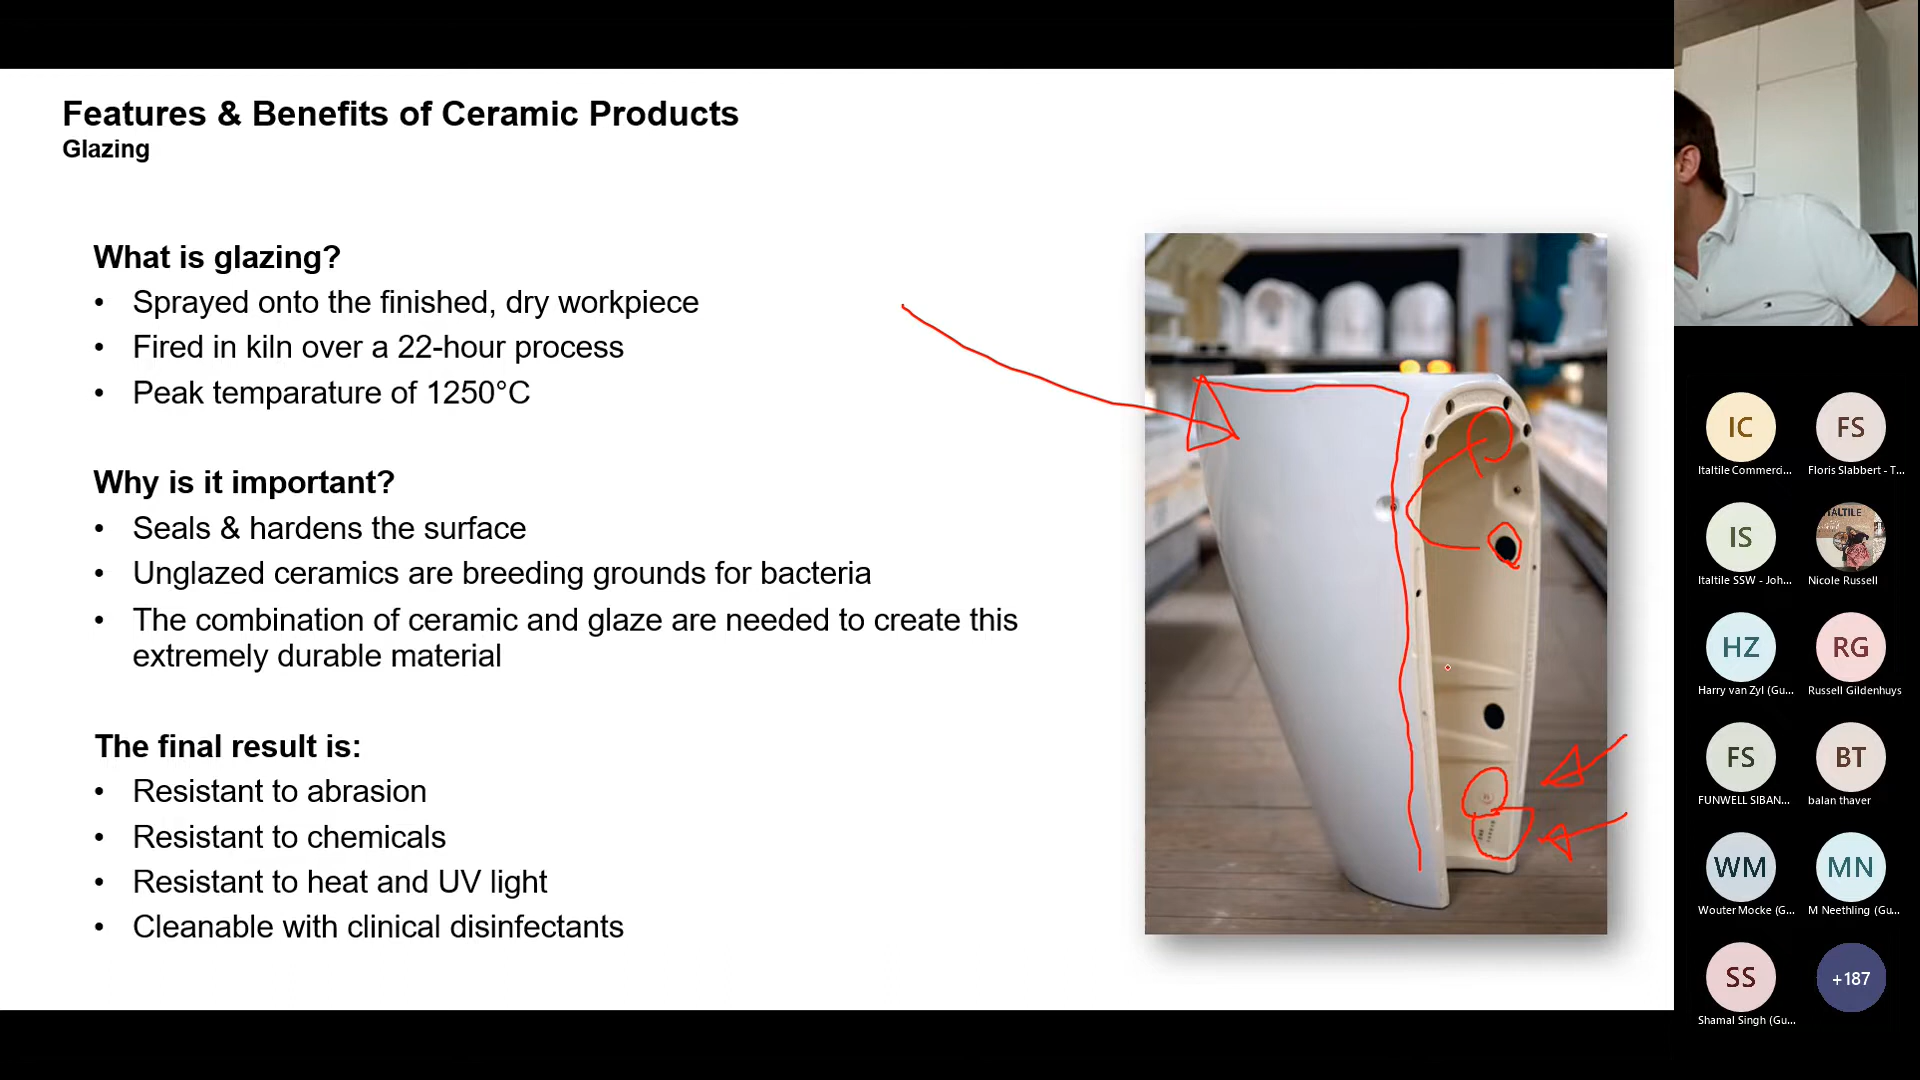 Features & Benefits of Ceramic Products
Glazing
What is glazing?
• Sprayed onto the finished, dry workpiece
• Fired in kiln over a 22-hour process
• Peak temparature of 1250°C
Why is it important?
• Seals & hardens the surface
• Unglazed ceramics are breeding grounds for bacteria
• The combination of ceramic and glaze are needed to create this
extremely durable material
The final result is:
• Resistant to abrasion
• Resistant to chemicals
• Resistant to heat and UV light
• Cleanable with clinical disinfectants
IC
Italtile Commerci...
FS
Floris Slabbert - T...
IS
Italtile SSW - Joh...
ITALTILE
Nicole Russell
HZ
Harry van Zyl (Gu...
RG
Russell Gildenhuys
FS
FUNWELL SIBAN...
BT
balan thaver
WM
Wouter Mocke (G...
MN
M Neethling (Gu...
SS
Shamal Singh (Gu...
+187